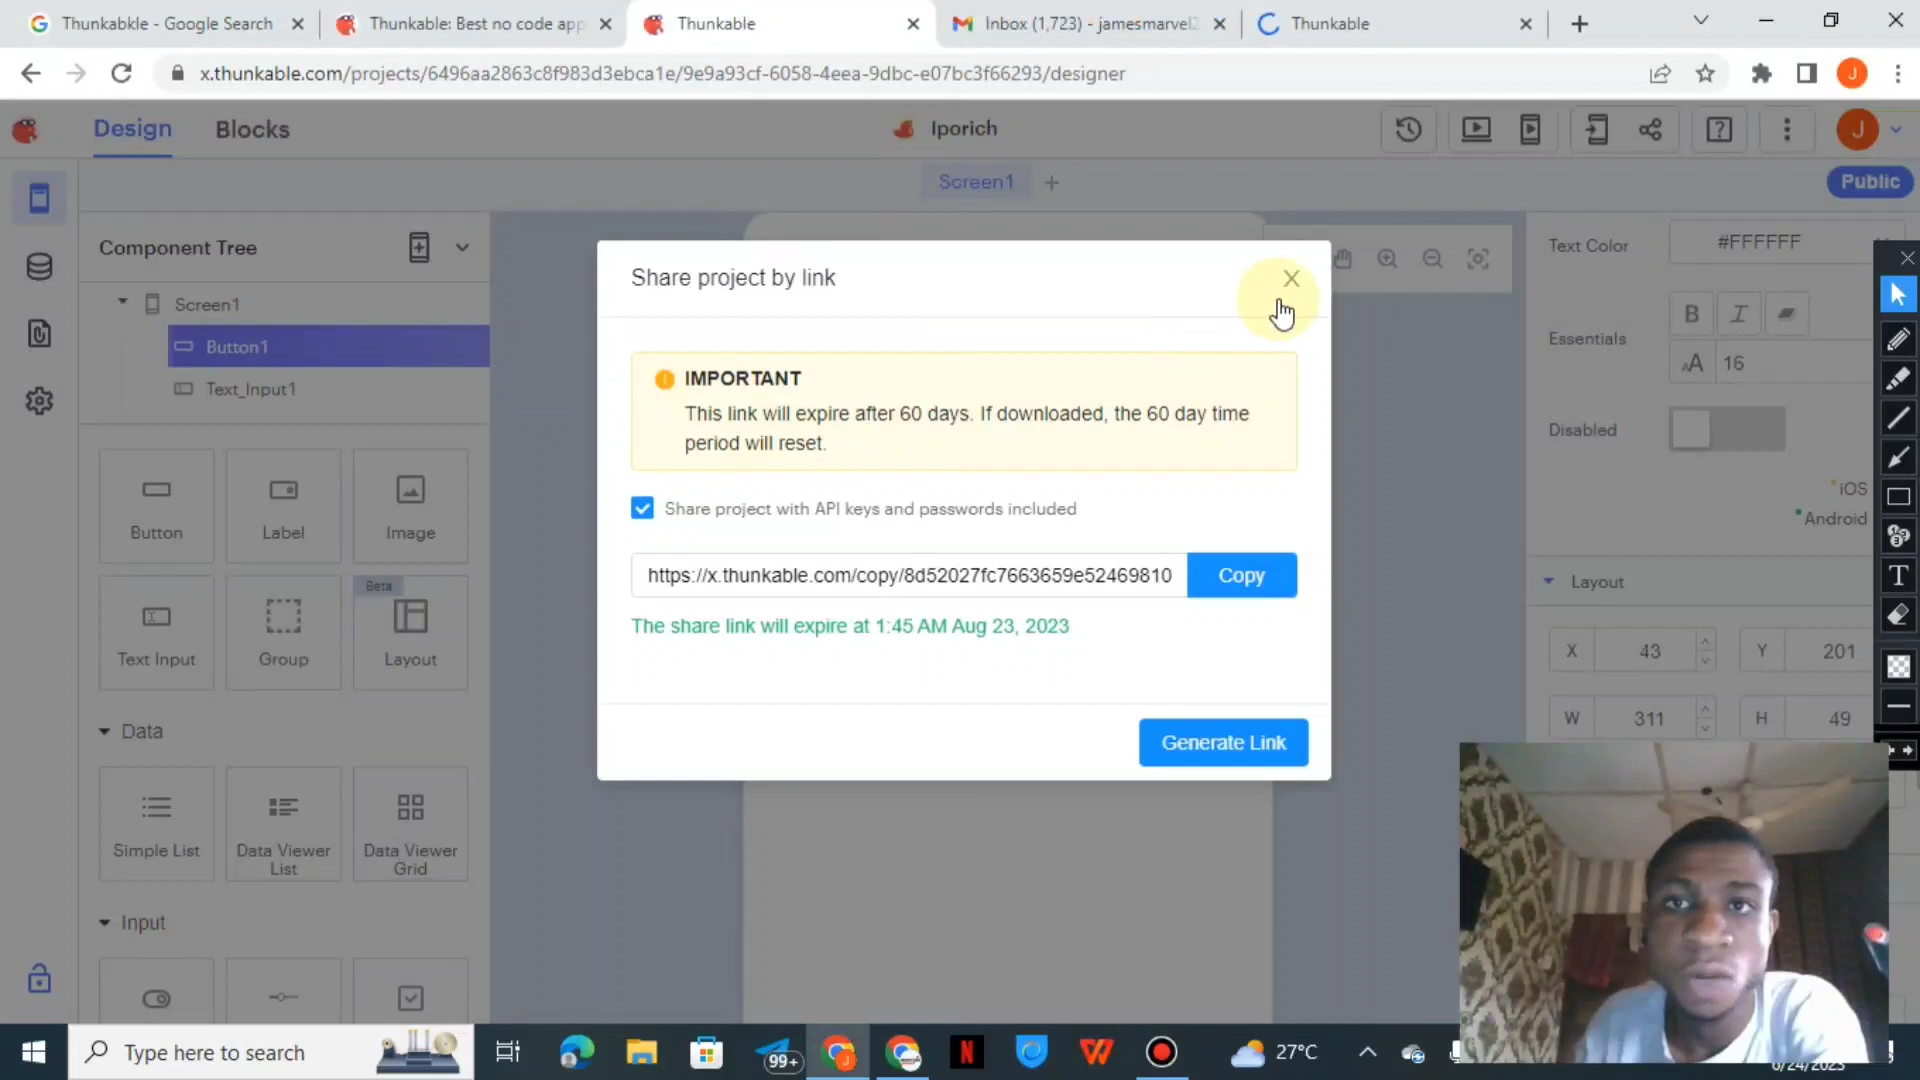 Thunkabkle - Google Search
Thunkable: Best no code app
Thunkable
Inbox (1,723) - jamesmarvel2
Thunkable
x.thunkable.com/projects/6496aa2863c8f983d3ebca1e/9e9a93cf-6058-4eea-9dbc-e07bc3f66293/designer
J
Design
Blocks
Iporich
J
Screen1
Public
Component Tree
Screen1
Button1
Text_Input1
Button
Label
Image
Beta
Text Input
Group
Layout
Data
Simple List
Data Viewer
List
Data Viewer
Grid
Input
Share project by link
IMPORTANT
This link will expire after 60 days. If downloaded, the 60 day time
period will reset.
Share project with API keys and passwords included
https://x.thunkable.com/copy/8d52027fc7663659e52469810
Copy
The share link will expire at 1:45 AM Aug 23, 2023
Generate Link
Text Color
#FFFFFF
Essentials
B
I
AA
16
Disabled
iOS
Android
Layout
X
43
Y
201
W
311
H
49
T
Type here to search
99+
27°C
6/24/2023